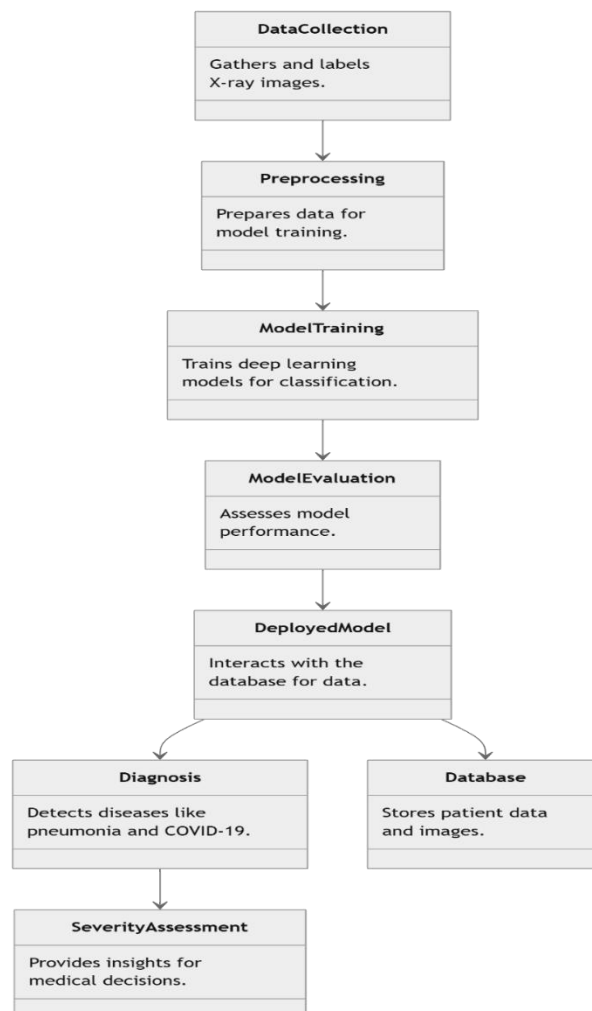 DataCollection
Gathers and labels
X-ray images.
Preprocessing
Prepares data for
model training.
ModelTraining
Trains deep learning
models for classification.
ModelEvaluation
Assesses model
performance.
DeployedModel
Interacts with the
database for data.
Diagnosis
Detects diseases like
pneumonia and COVID-19.
Database
Stores patient data
and images.
SeverityAssessment
Provides insights for
medical decisions.